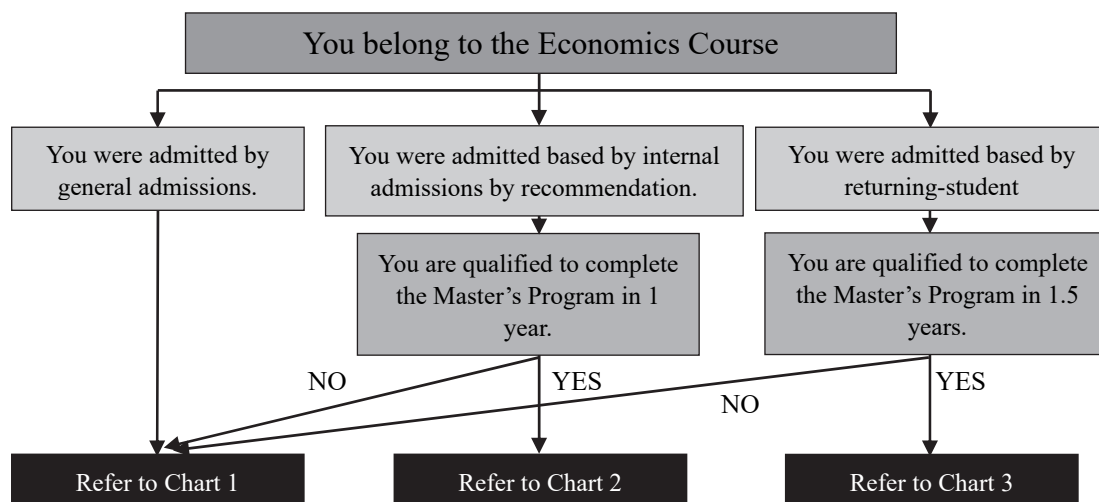 You belong to the Economics Course
You were admitted by
general admissions.
You were admitted based by internal
admissions by recommendation.
You were admitted based by
returning-student
You are qualified to complete
the Master's Program in 1
year.
You are qualified to complete
the Master's Program in 1.5
years.
NO
YES
NO
YES
Refer to Chart 1
Refer to Chart 2
Refer to Chart 3